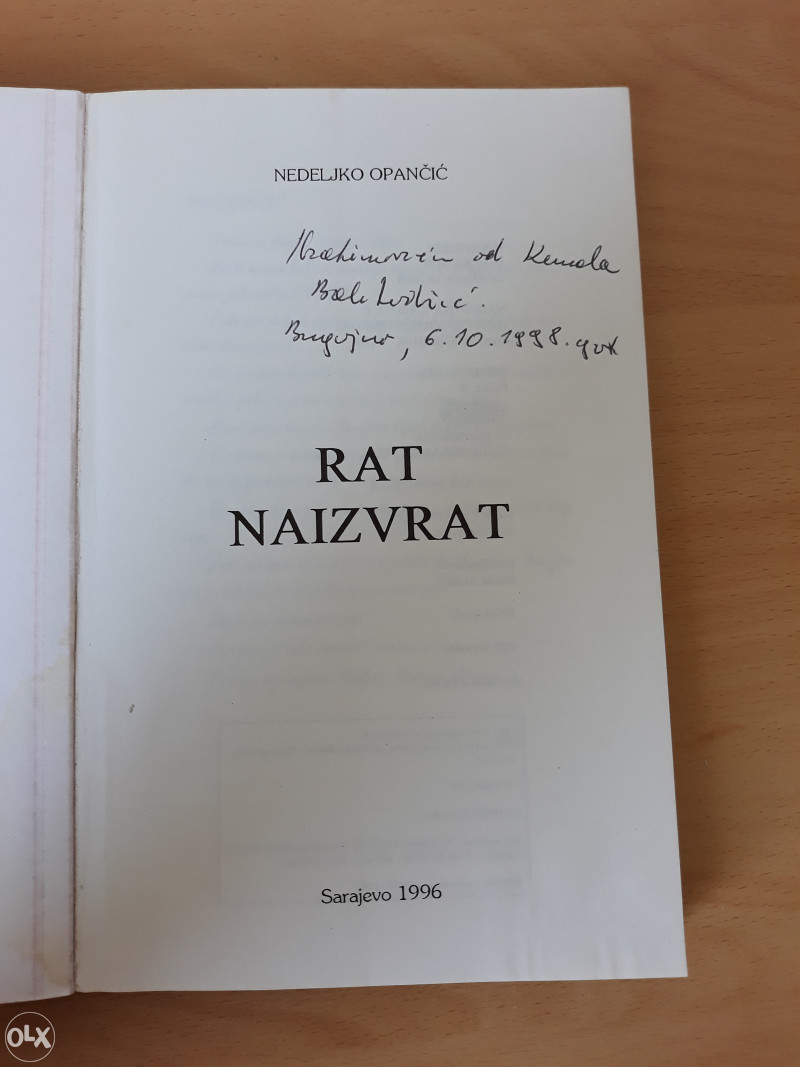 NEDELJKO OPANČIĆ
od Kemala
Bugojno, 6.10.1998.
RAT
NAIZVRAT
Sarajevo 1996
OLX